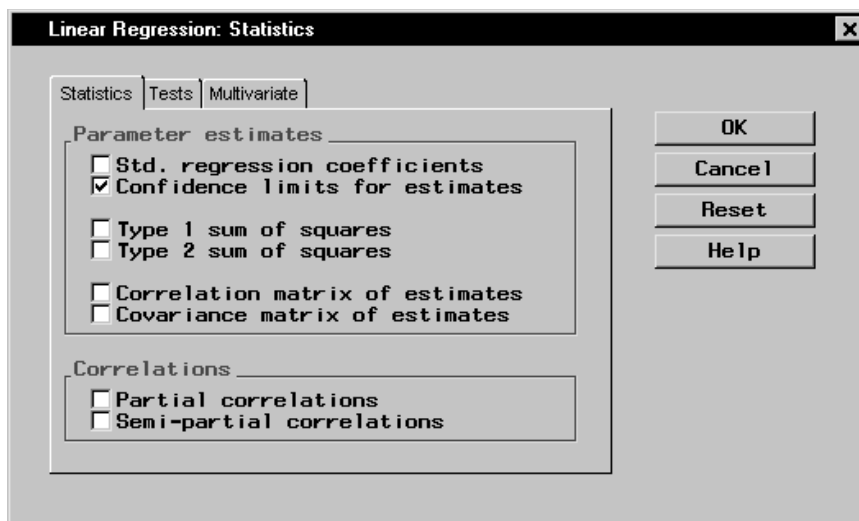 Linear Regression: Statistics
Statistics Tests Multivariate
Parameter estimates
Std. regression coefficients
Confidence limits for estimates
Type 1 sum of squares
Type 2 sum of squares
Correlation matrix of estimates
Covariance matrix of estimates
Correlations
Partial correlations
Semi-partial correlations
OK
Cancel
Reset
Help